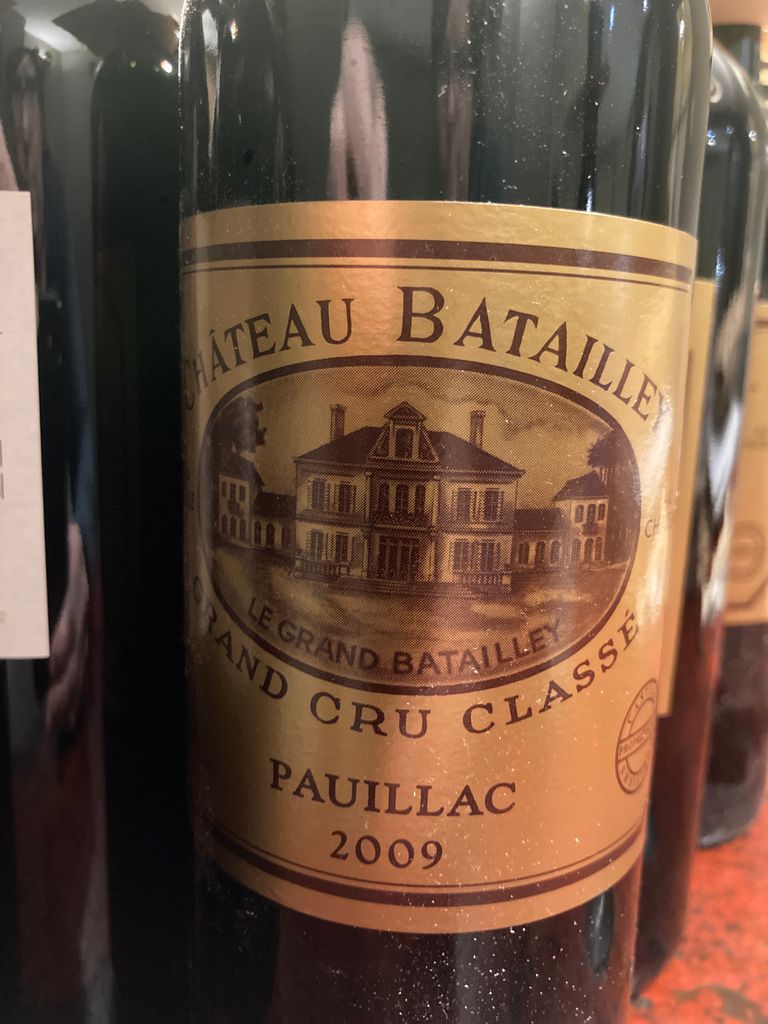 CHÂTEAU BATAILLEY
LE GRAND BATAILLEY
GRAND CRU CLASSÉ
PAUILLAC
2009